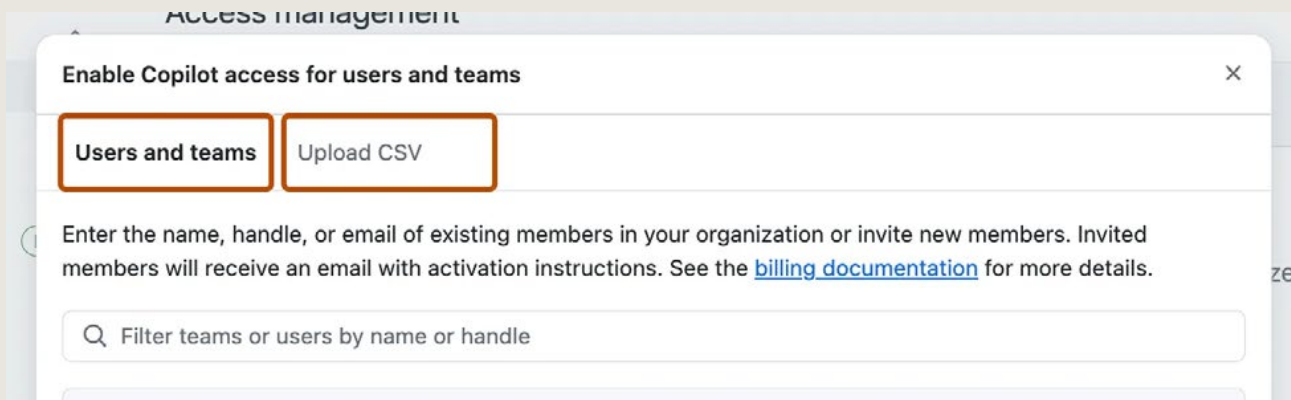 Access management
Enable Copilot access for users and teams
Users and teams
Upload CSV
Enter the name, handle, or email of existing members in your organization or invite new members. Invited
members will receive an email with activation instructions. See the billing documentation for more details.
Filter teams or users by name or handle